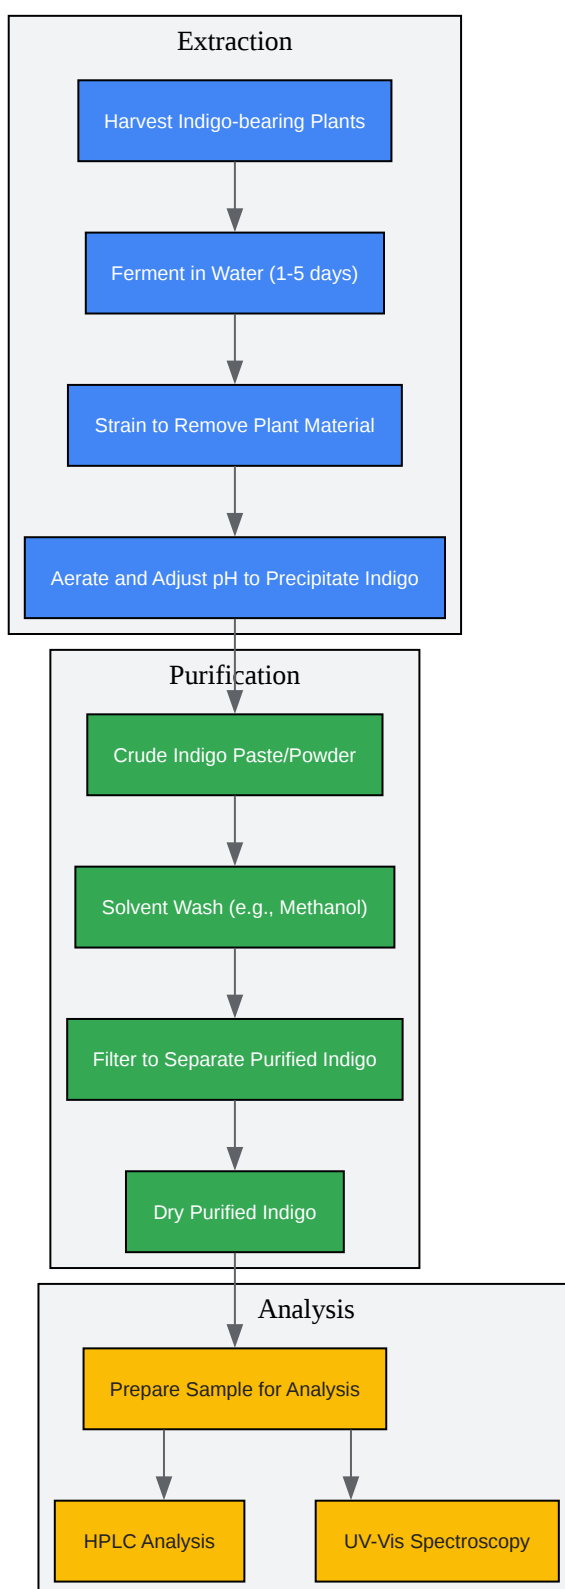 Extraction
Harvest Indigo-bearing Plants
Ferment in Water (1-5 days)
Strain to Remove Plant Material
Aerate and Adjust pH to Precipitate Indigo
Purification
Crude Indigo Paste/Powder
Solvent Wash (e.g., Methanol)
Filter to Separate Purified Indigo
Dry Purified Indigo
Analysis
Prepare Sample for Analysis
HPLC Analysis
UV-Vis Spectroscopy